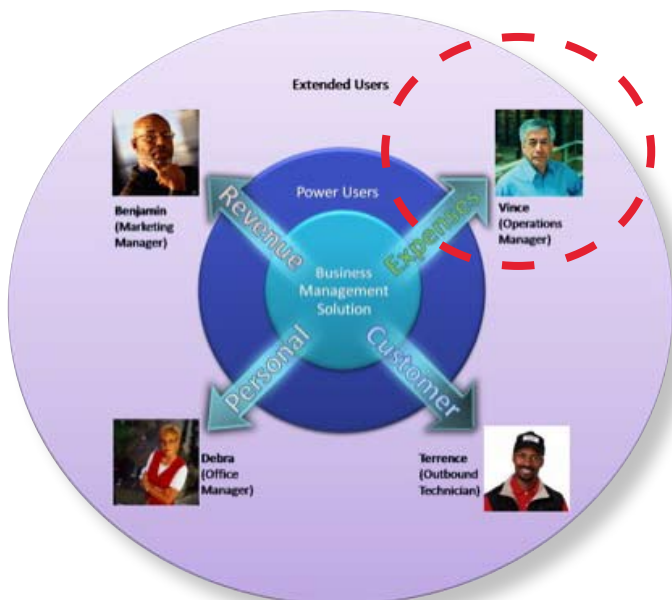 Extended Users
Benjamin
(Marketing
Manager)
Power Users
Vince
(Operations
Manager)
Revenue
Expenses
Business
Management
Solution
Personal
Customer
Debra
(Office
Manager)
Terrence
(Outbound
Technician)